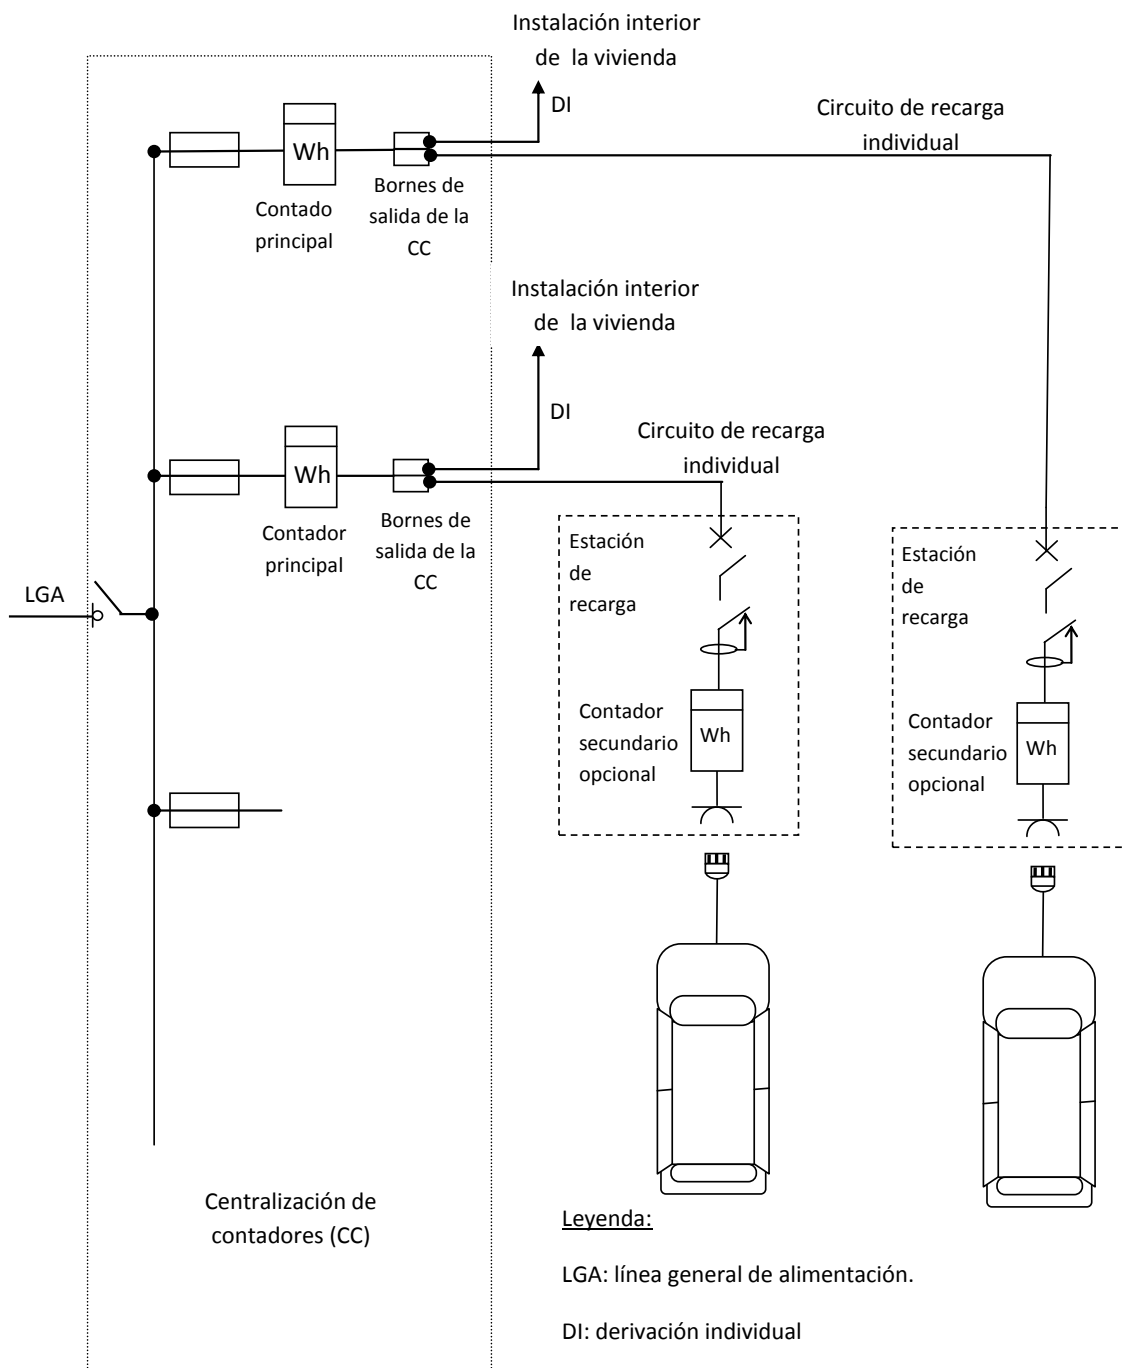 Instalación interior
de la vivienda
DI
Circuito de recarga
individual
Wh
Contado
principal
Bornes de
salida de la
CC
Instalación interior
de la vivienda
DI
Circuito de recarga
individual
Wh
Contador
principal
Bornes de
salida de la
CC
LGA
Estación
de
recarga
Contador
secundario
opcional
Wh
Estación
de
recarga
Contador
secundario
opcional
Wh
Centralización de
contadores (CC)
Leyenda:
LGA: línea general de alimentación.
DI: derivación individual